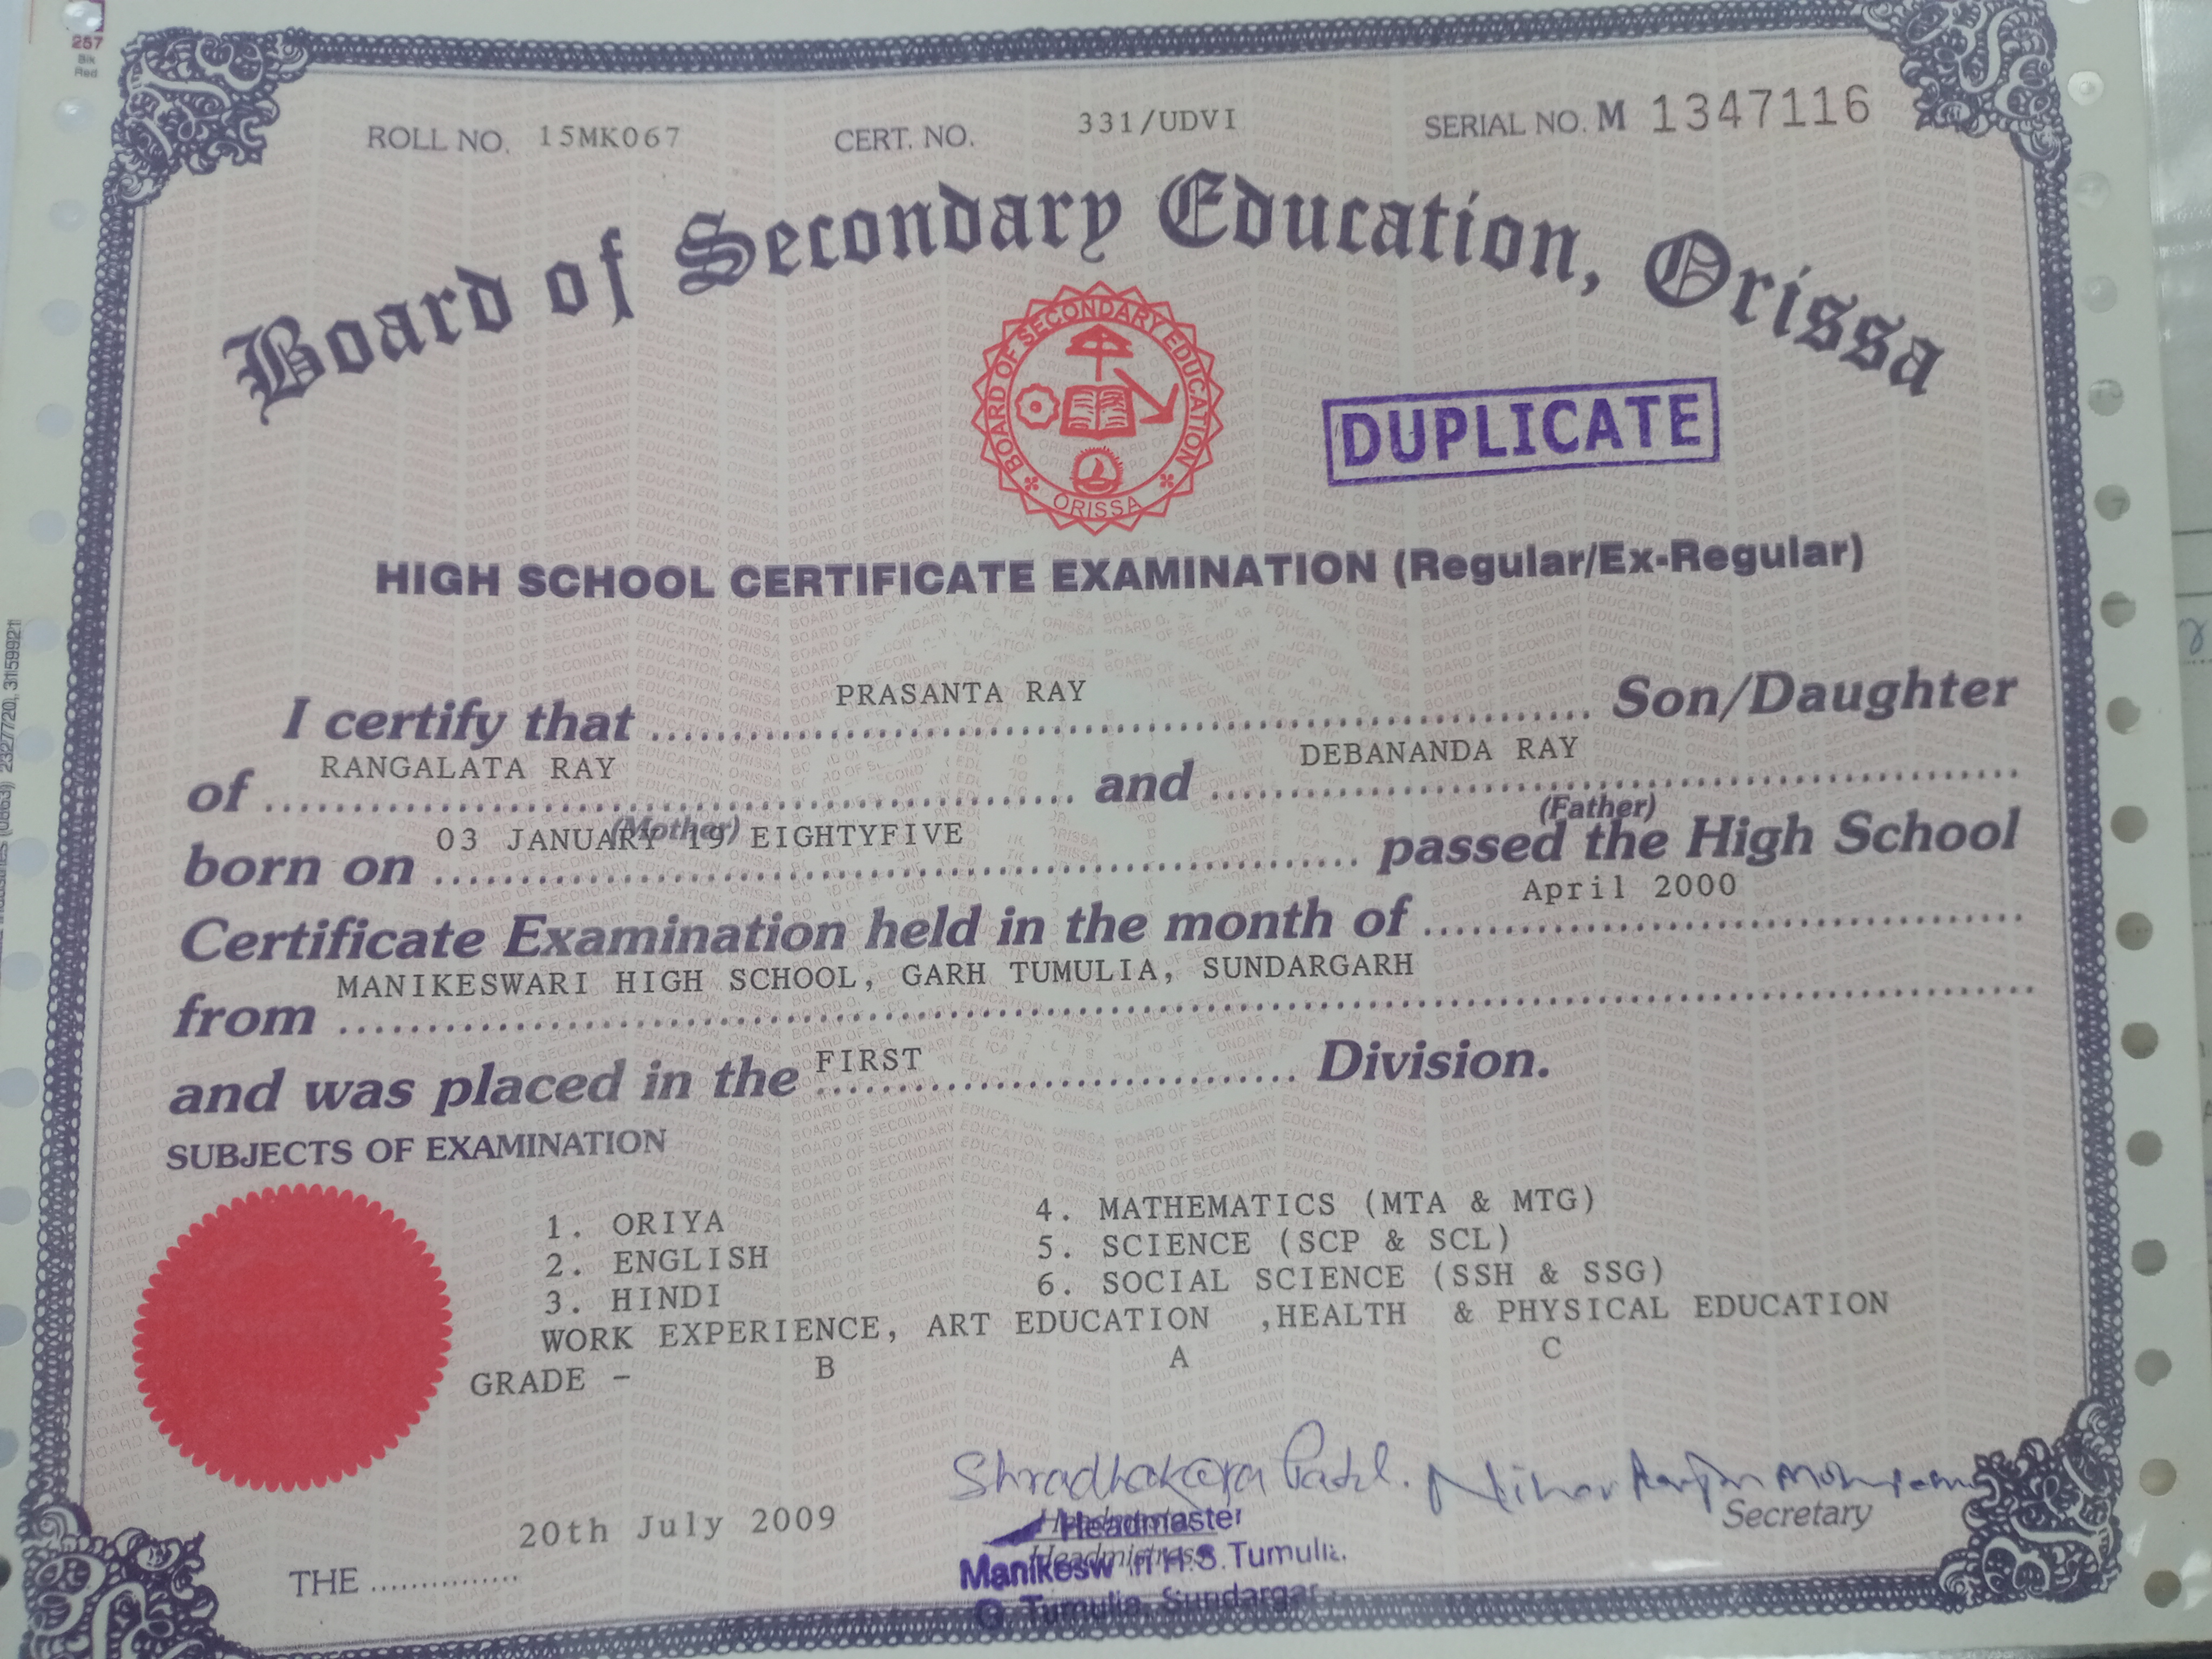 257
Blk
Red
ROLL NO. 15MK067 CERT. NO. 331/UDVI SERIAL NO. M 1347116
Board of Secondary Education, Orissa
BOARD OF SECONDARY EDUCATION
ORISSA
DUPLICATE
HIGH SCHOOL CERTIFICATE EXAMINATION (Regular/Ex-Regular)
I certify that PRASANTA RAY Son/Daughter
of RANGALATA RAY and DEBANANDA RAY
(Mother) (Father)
born on 03 JANUARY 19 EIGHTYFIVE passed the High School
Certificate Examination held in the month of April 2000
from MANIKESWARI HIGH SCHOOL, GARH TUMULIA, SUNDARGARH
and was placed in the FIRST Division.
SUBJECTS OF EXAMINATION
1. ORIYA 4. MATHEMATICS (MTA & MTG)
2. ENGLISH 5. SCIENCE (SCP & SCL)
3. HINDI 6. SOCIAL SCIENCE (SSH & SSG)
WORK EXPERIENCE, ART EDUCATION ,HEALTH & PHYSICAL EDUCATION
GRADE - B A C
Shradhakara
Headmaster
Headmistress
Secretary
H.S.Tumulia.
Tumulia, Sundargar
20th July 2009
THE ...............
2327720, 3159921